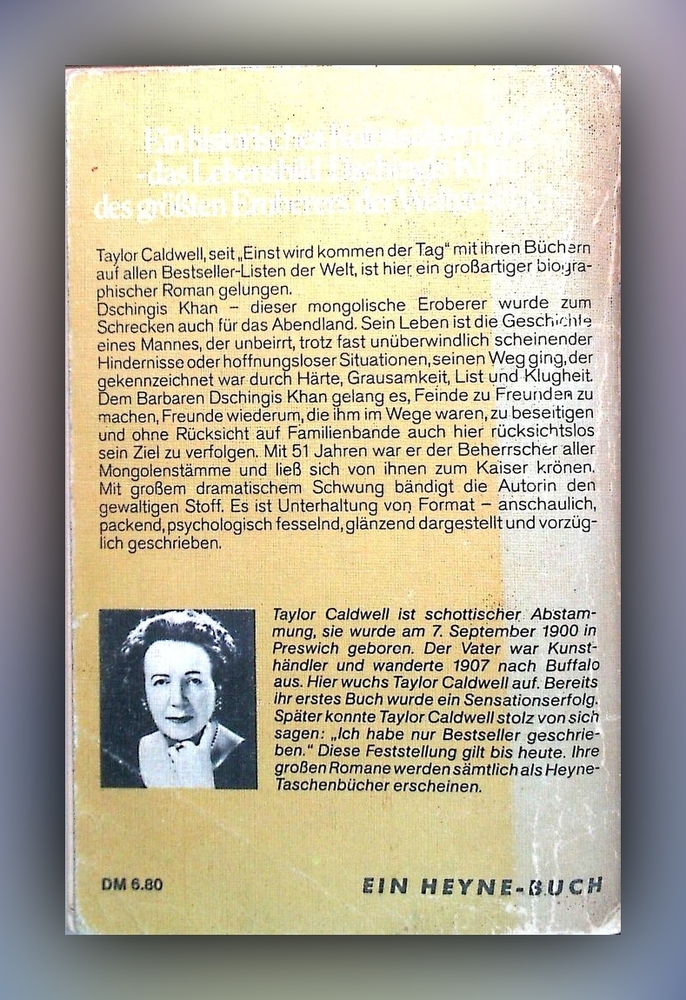 Ein historisches
- das Lebensbild Dschingis Khans
des größten Eroberers der
Taylor Caldwell, seit „Einst wird kommen der Tag“ mit ihren Büchern
auf allen Bestseller-Listen der Welt, ist hier ein großartiger biogra-
phischer Roman gelungen.
Dschingis Khan – dieser mongolische Eroberer wurde zum
Schrecken auch für das Abendland. Sein Leben ist die Geschichte
eines Mannes, der unbeirrt, trotz fast unüberwindlich scheinender
Hindernisse oder hoffnungsloser Situationen, seinen Weg ging, der
gekennzeichnet war durch Härte, Grausamkeit, List und Klugheit.
Dem Barbaren Dschingis Khan gelang es, Feinde zu Freunden zu
machen, Freunde wiederum, die ihm im Wege waren, zu beseitigen
und ohne Rücksicht auf Familienbande auch hier rücksichtslos
sein Ziel zu verfolgen. Mit 51 Jahren war er der Beherrscher aller
Mongolenstämme und ließ sich von ihnen zum Kaiser krönen.
Mit großem dramatischem Schwung bändigt die Autorin den
gewaltigen Stoff. Es ist Unterhaltung von Format – anschaulich,
packend, psychologisch fesselnd, glänzend dargestellt und vorzüg-
lich geschrieben.
Taylor Caldwell ist schottischer Abstam-
mung, sie wurde am 7. September 1900 in
Preswich geboren. Der Vater war Kunst-
händler und wanderte 1907 nach Buffalo
aus. Hier wuchs Taylor Caldwell auf. Bereits
ihr erstes Buch wurde ein Sensationserfolg.
Später konnte Taylor Caldwell stolz von sich
sagen: „Ich habe nur Bestseller geschrie-
ben.“ Diese Feststellung gilt bis heute. Ihre
großen Romane werden sämtlich als Heyne-
Taschenbücher erscheinen.
DM 6.80
EIN HEYNE-BUCH